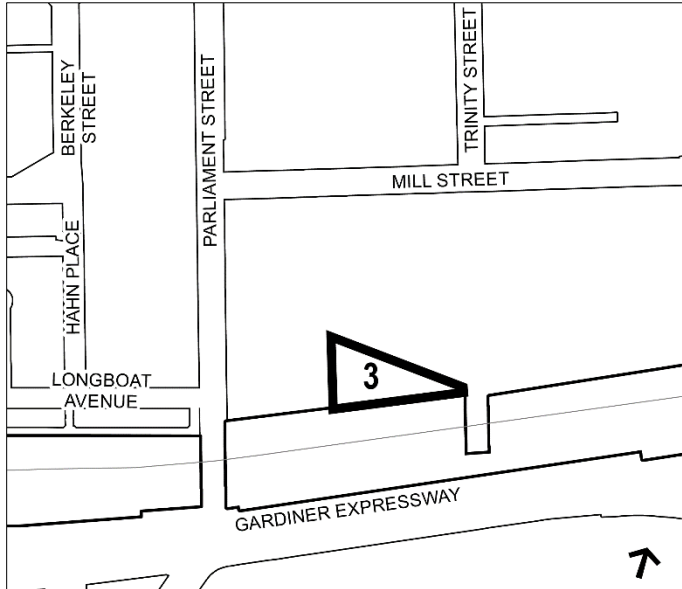 BERKELEY
STREET
PARLIAMENT STREET
TRINITY STREET
MILL STREET
HAHN PLACE
3
LONGBOAT
AVENUE
GARDINER EXPRESSWAY